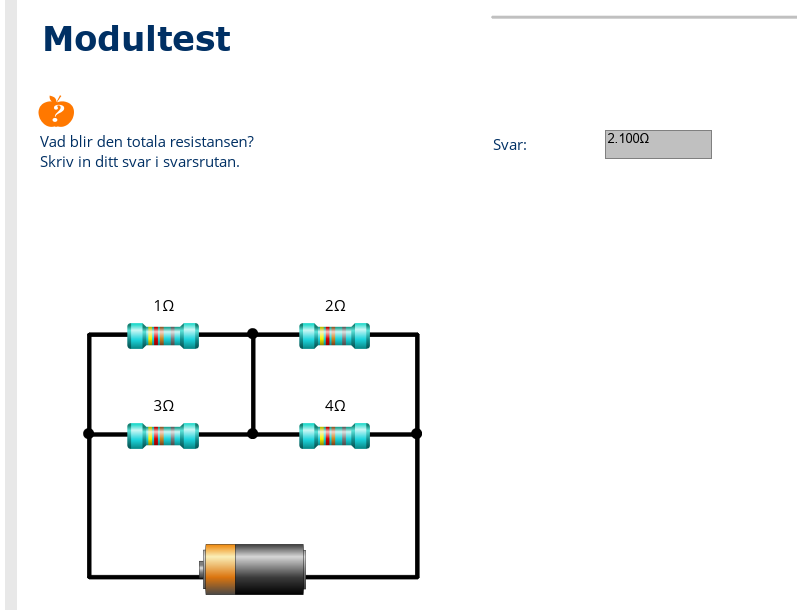 Modultest
?
Vad blir den totala resistansen?
Skriv in ditt svar i svarsrutan.
Svar:
2.100Ω
1Ω
2Ω
3Ω
4Ω